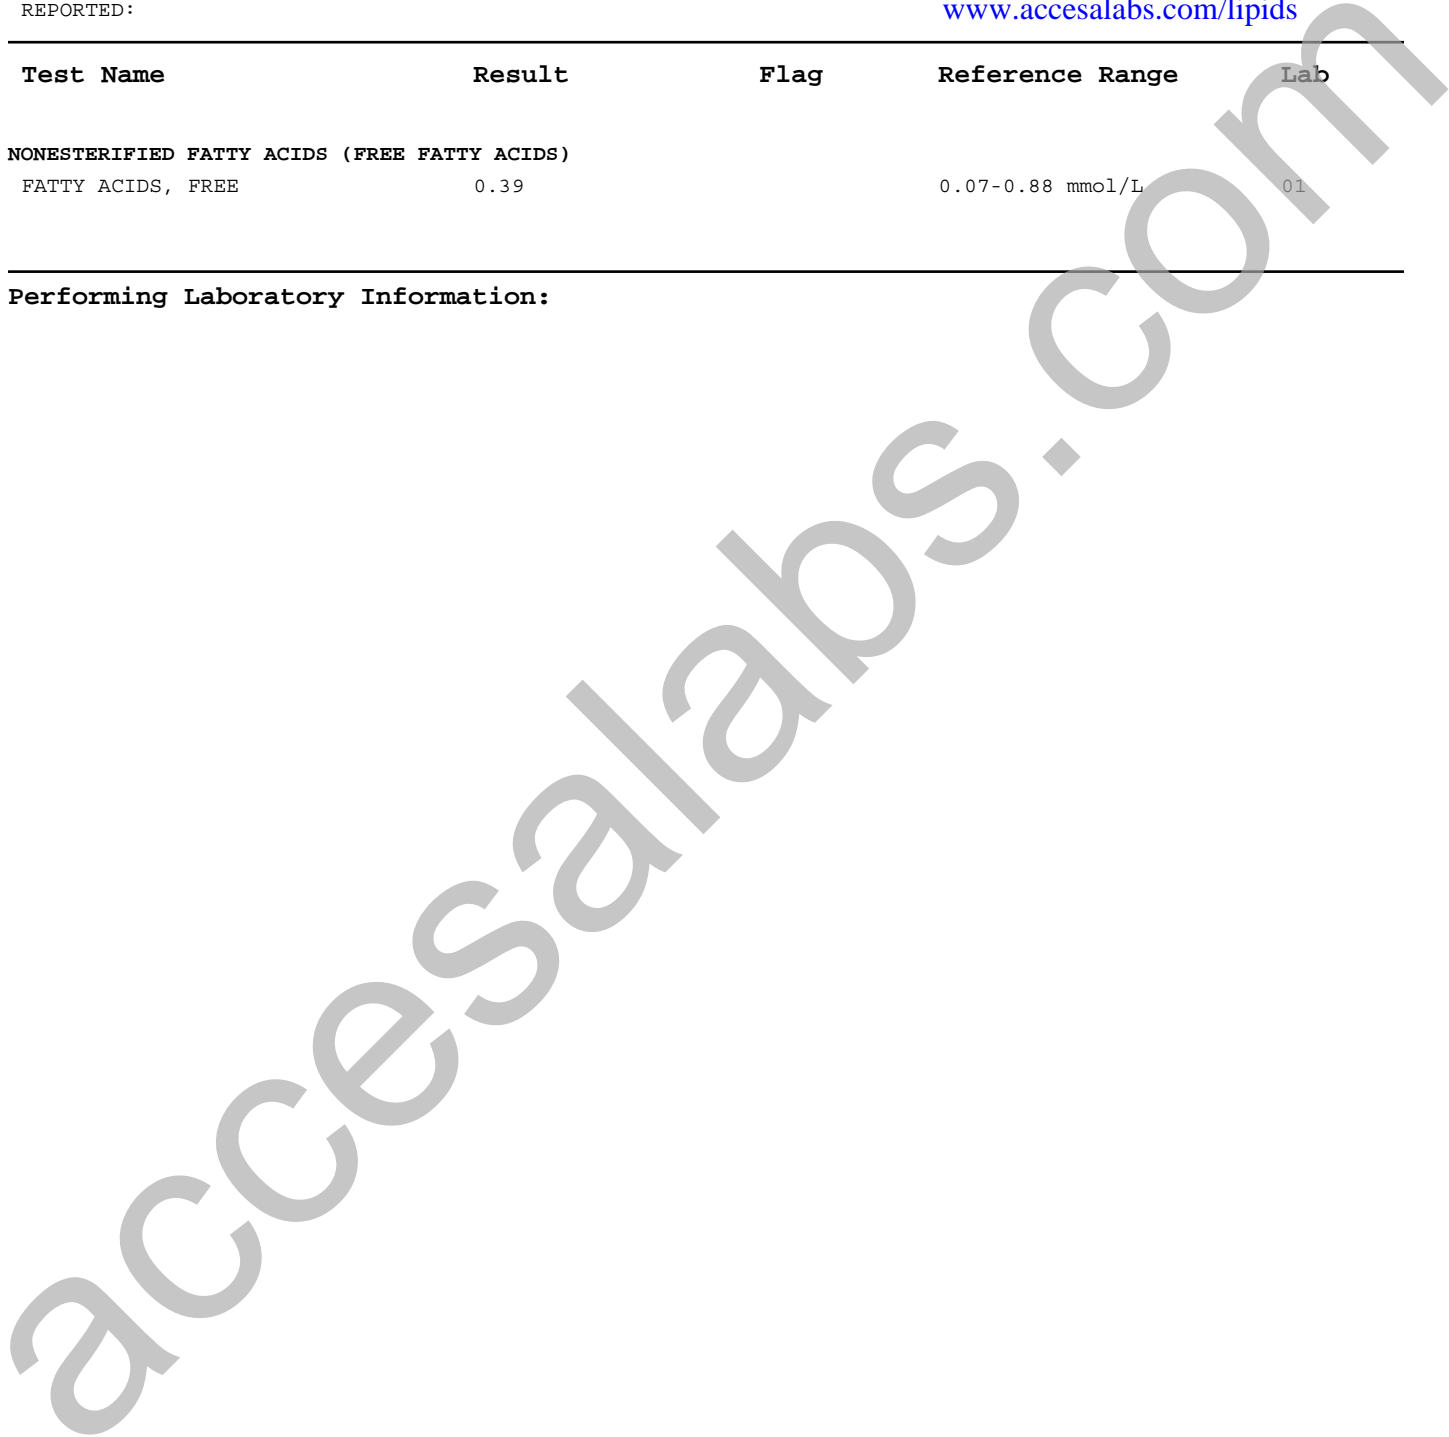 REPORTED: www.accesalabs.com/lipids
Test Name Result Flag Reference Range Lab
NONESTERIFIED FATTY ACIDS (FREE FATTY ACIDS)
FATTY ACIDS, FREE 0.39 0.07-0.88 mmol/L 01
Performing Laboratory Information:
accesalabs.com